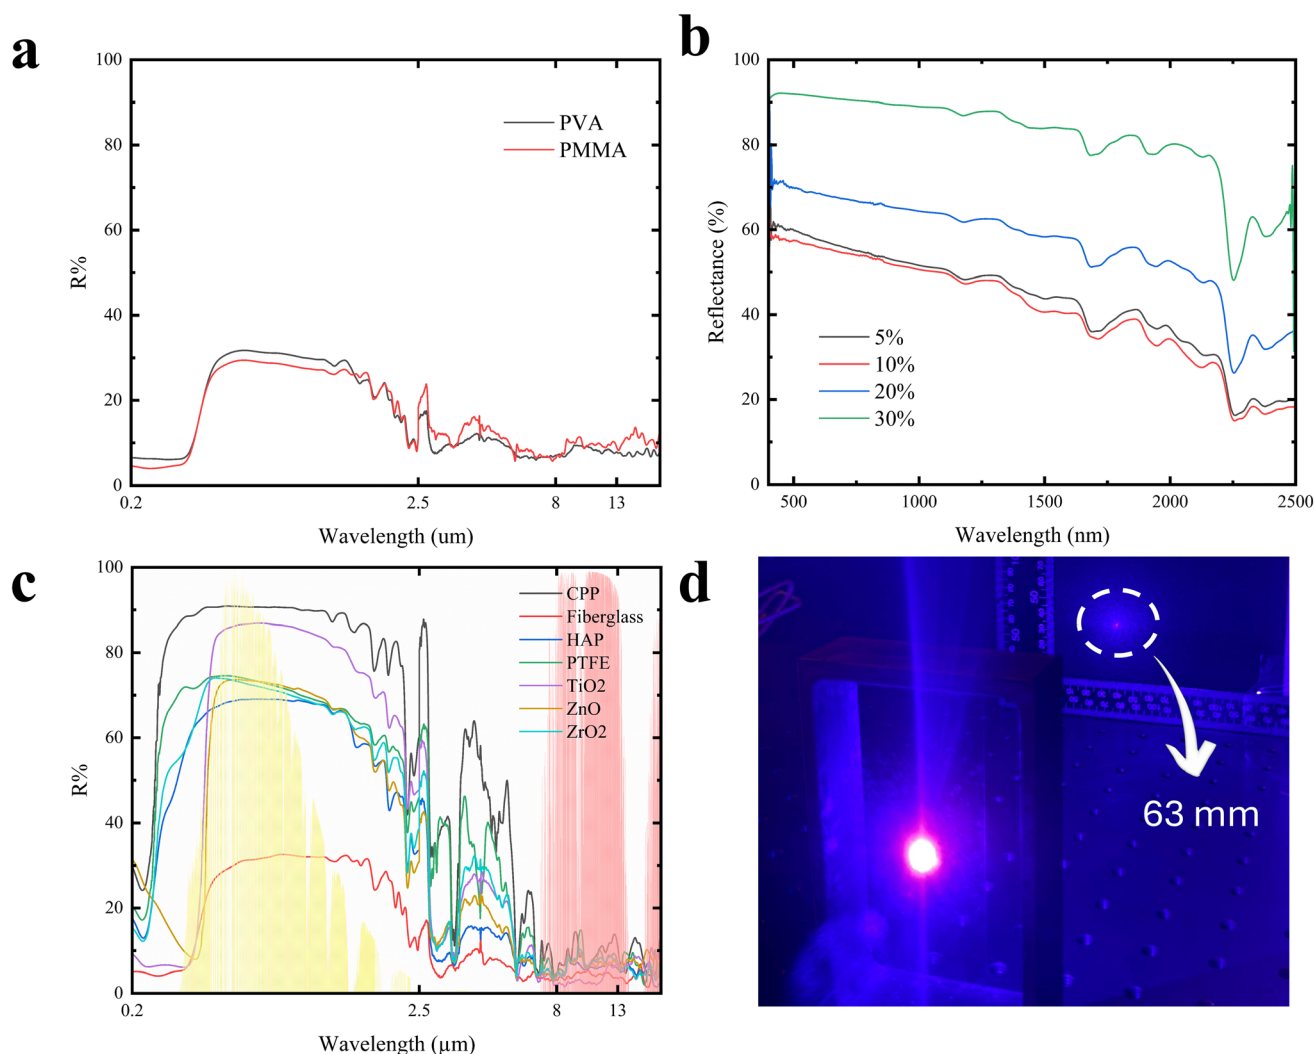 a
100
80
60
40
20
0
R%
PVA
PMMA
0.2
2.5
8
13
Wavelength (um)
b
100
80
60
40
20
0
Reflectance (%)
5%
10%
20%
30%
500
1000
1500
2000
2500
Wavelength (nm)
c
100
80
60
40
20
0
R%
CPP
Fiberglass
HAP
PTFE
TiO2
ZnO
ZrO2
0.2
2.5
8
13
Wavelength (µm)
d
63 mm